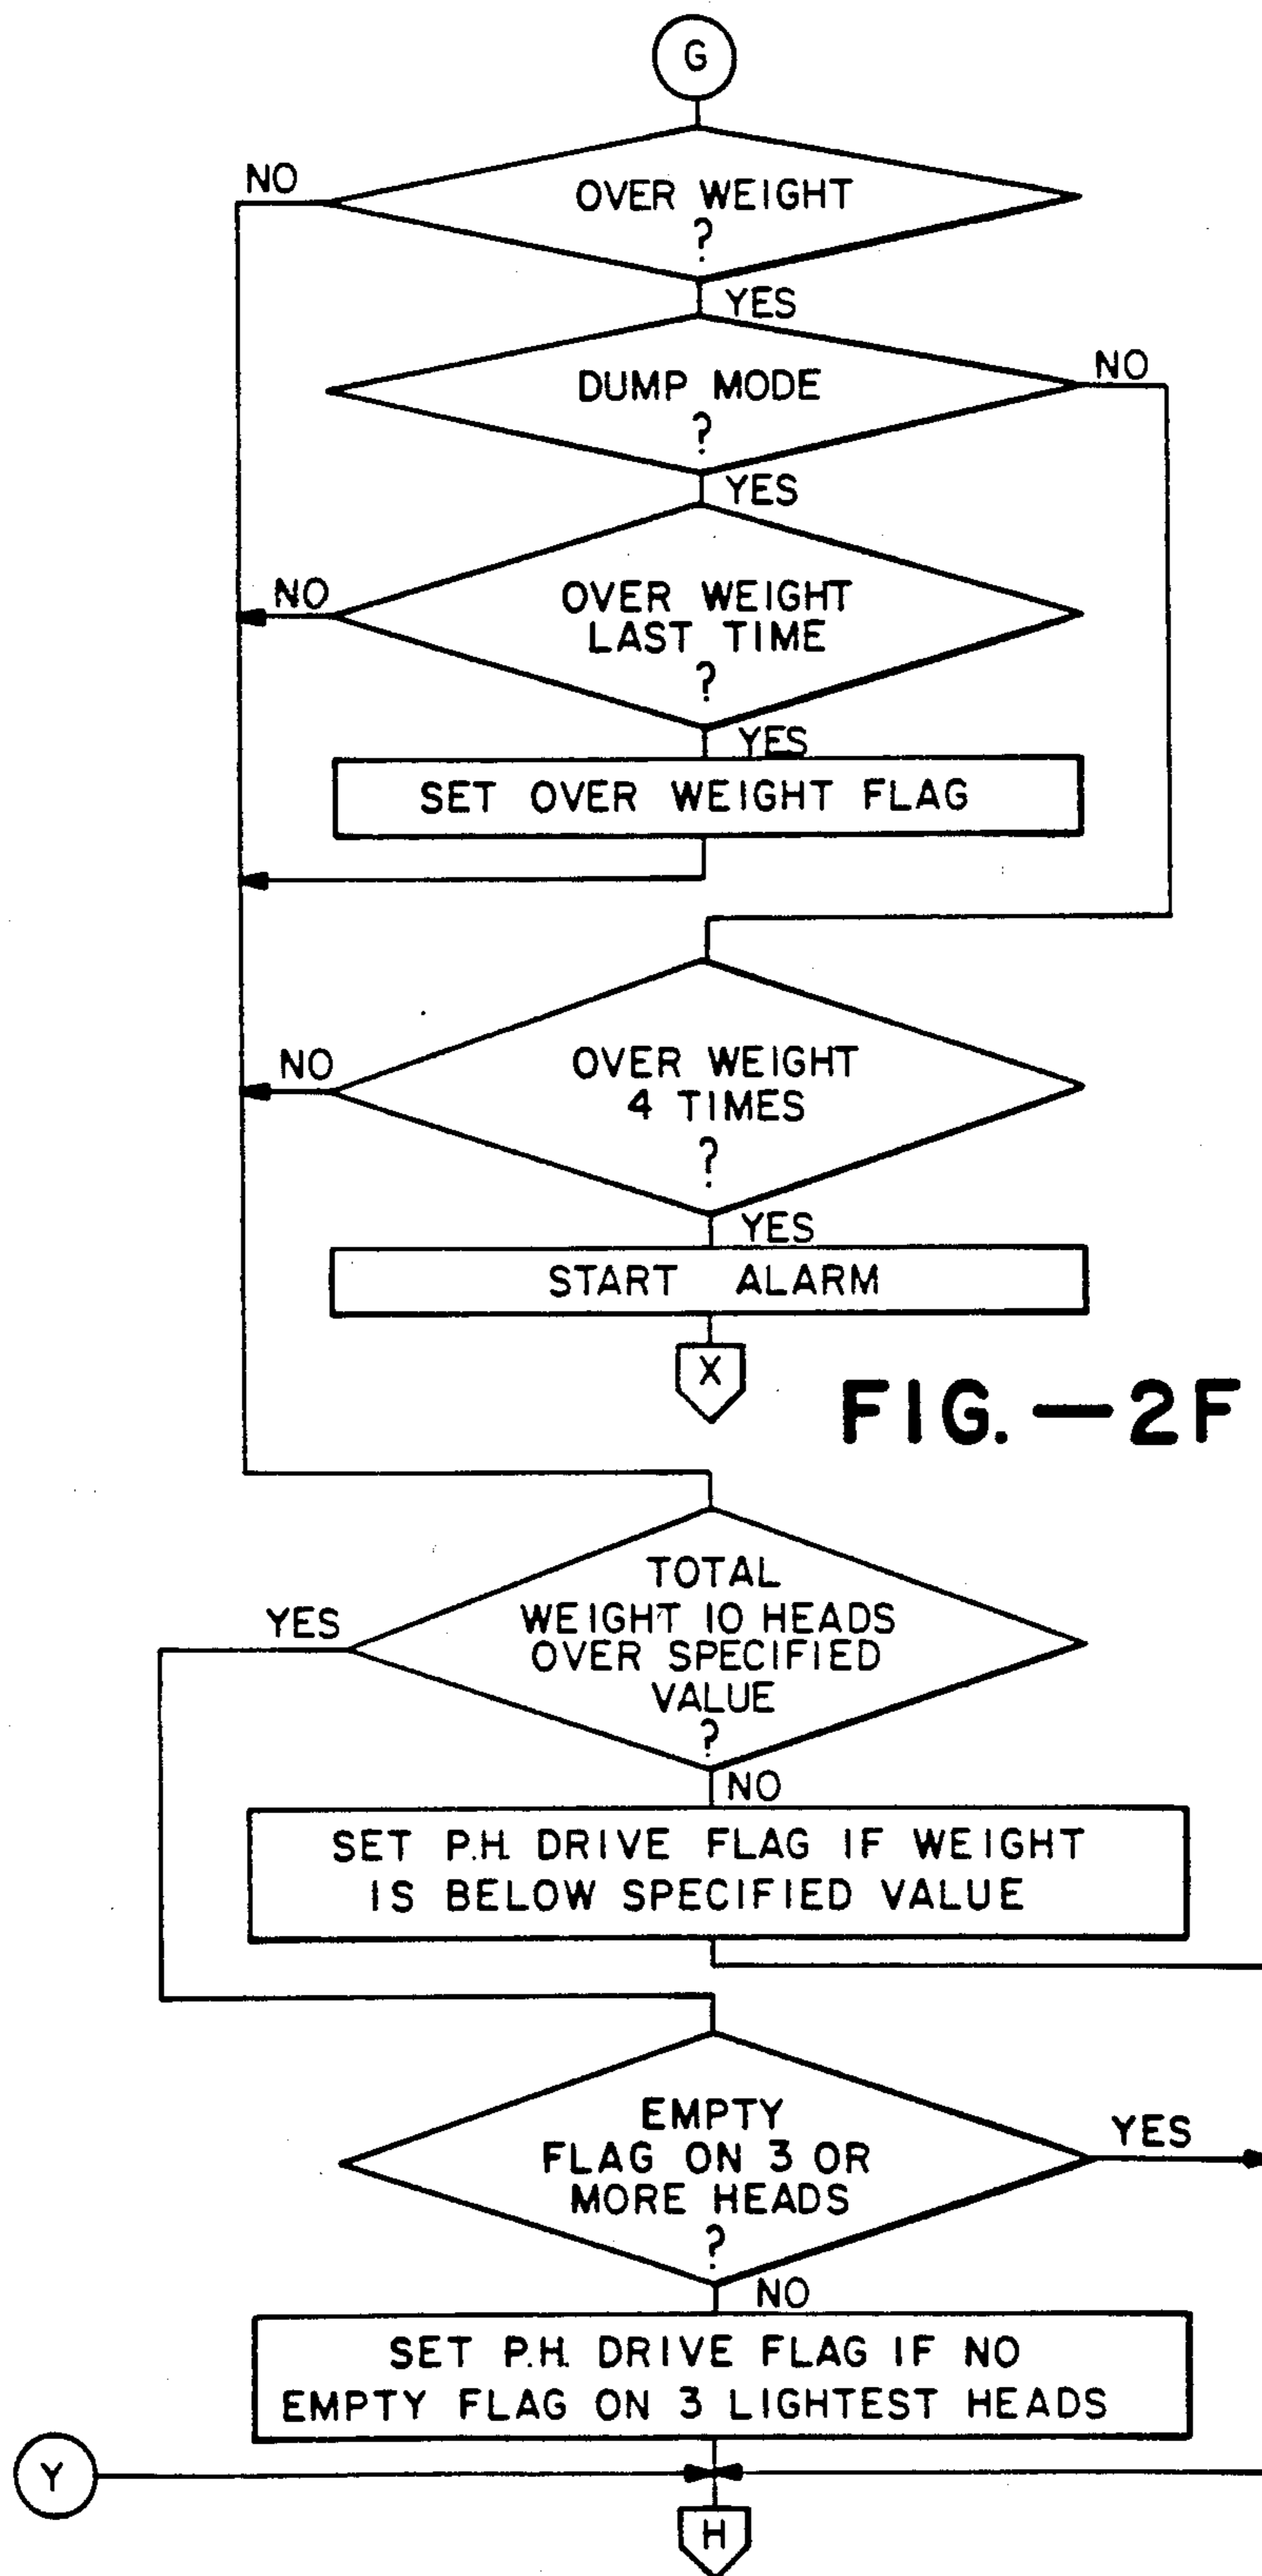 G
NO
OVER WEIGHT
?
YES
DUMP MODE
NO
?
YES
NO
OVER WEIGHT
LAST TIME
?
YES
SET OVER WEIGHT FLAG
NO
OVER WEIGHT
4 TIMES
?
YES
START ALARM
X
FIG.-2F
TOTAL
YES
WEIGHT 10 HEADS
OVER SPECIFIED
VALUE
?
NO
SET P.H. DRIVE FLAG IF WEIGHT
IS BELOW SPECIFIED VALUE
EMPTY
YES
FLAG ON 3 OR
MORE HEADS
?
NO
SET P.H. DRIVE FLAG IF NO
EMPTY FLAG ON 3 LIGHTEST HEADS
Y
H